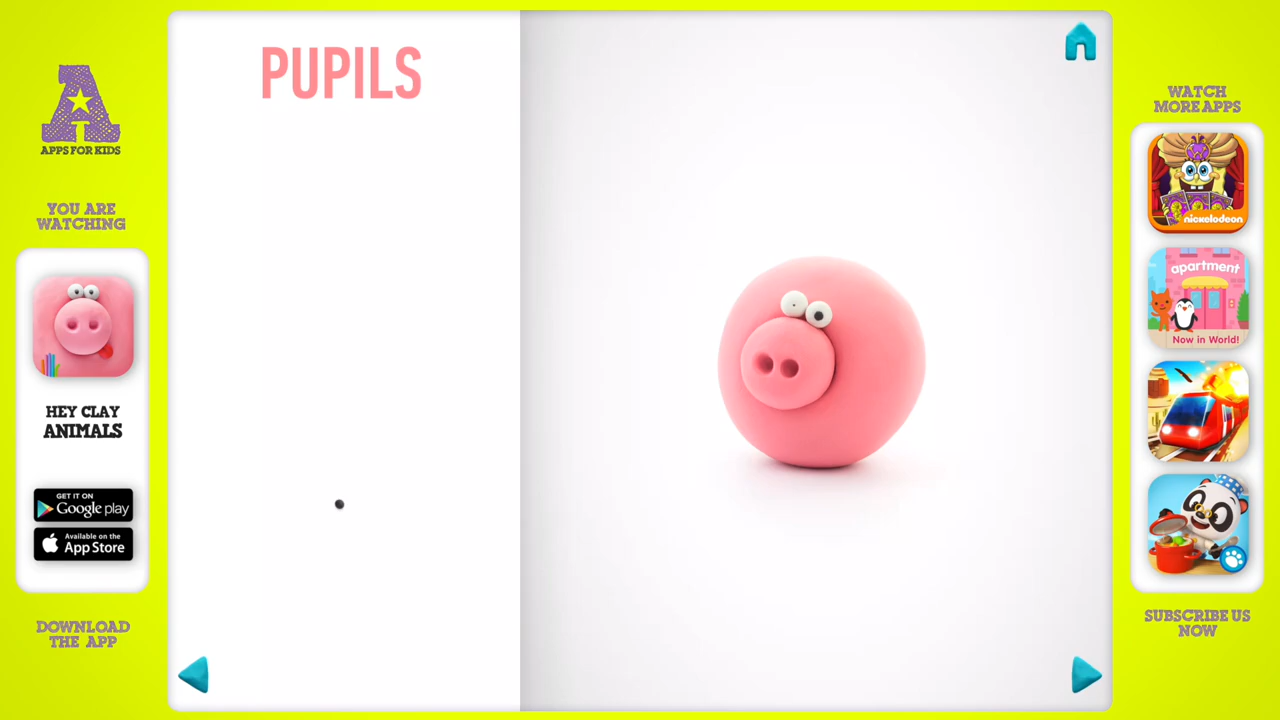 PUPILS
A
APPS FOR KIDS
YOU ARE
WATCHING
HEY CLAY
ANIMALS
GET IT ON
Google play
Available on the
App Store
DOWNLOAD
THE APP
WATCH
MORE APPS
nickelodeon
apartment
Now in World!
SUBSCRIBE US
NOW